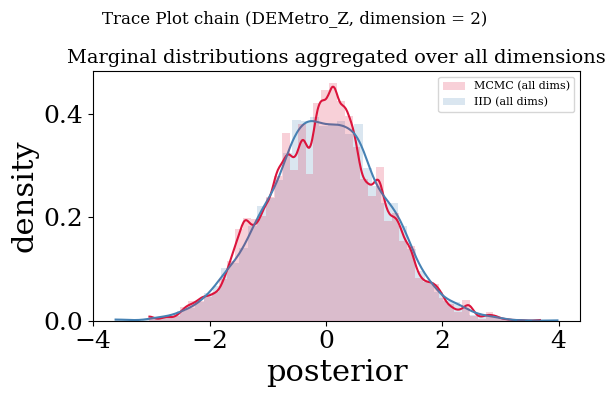 Trace Plot chain (DEMetro_Z, dimension = 2)
Marginal distributions aggregated over all dimensions
MCMC (all dims)
IID (all dims)
0.4
0.2
0.0
density
−4 −2 0 2 4
posterior